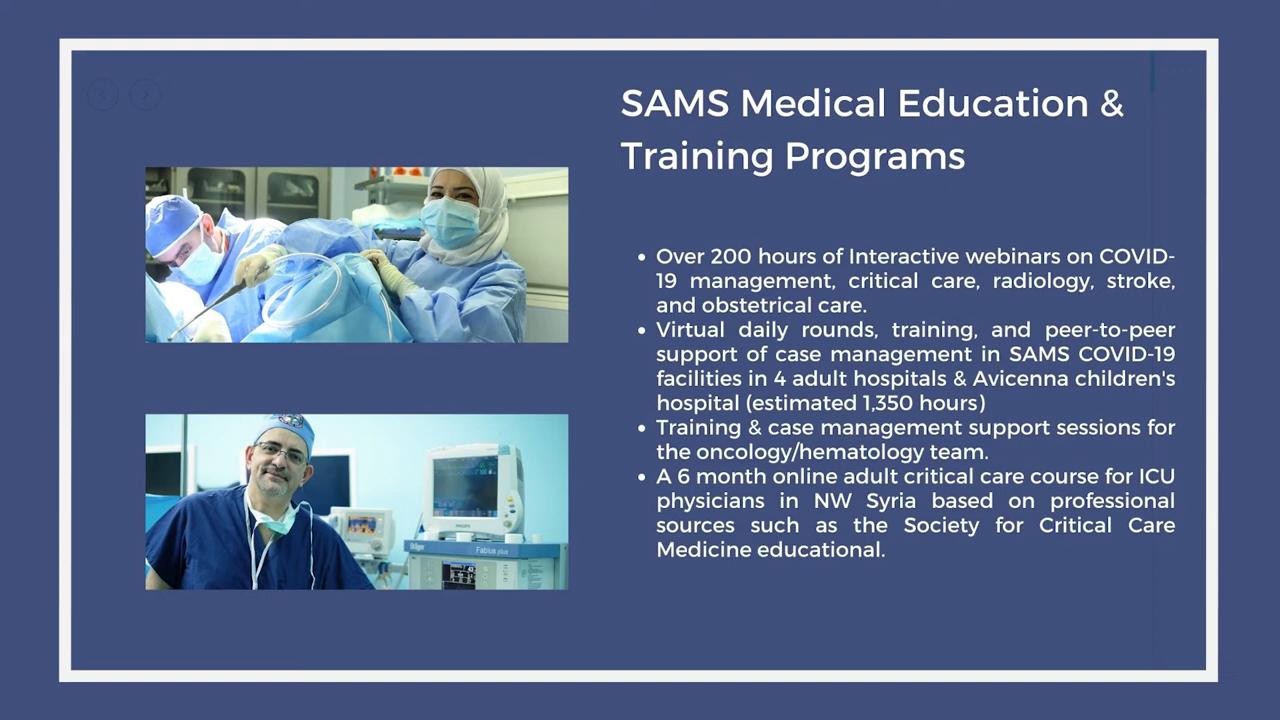 SAMS Medical Education &
Training Programs
• Over 200 hours of Interactive webinars on COVID-
19 management, critical care, radiology, stroke,
and obstetrical care.
• Virtual daily rounds, training, and peer-to-peer
support of case management in SAMS COVID-19
facilities in 4 adult hospitals & Avicenna children's
hospital (estimated 1,350 hours)
• Training & case management support sessions for
the oncology/hematology team.
• A 6 month online adult critical care course for ICU
physicians in NW Syria based on professional
sources such as the Society for Critical Care
Medicine educational.
PHILIPS
Dräger
Fabius plus